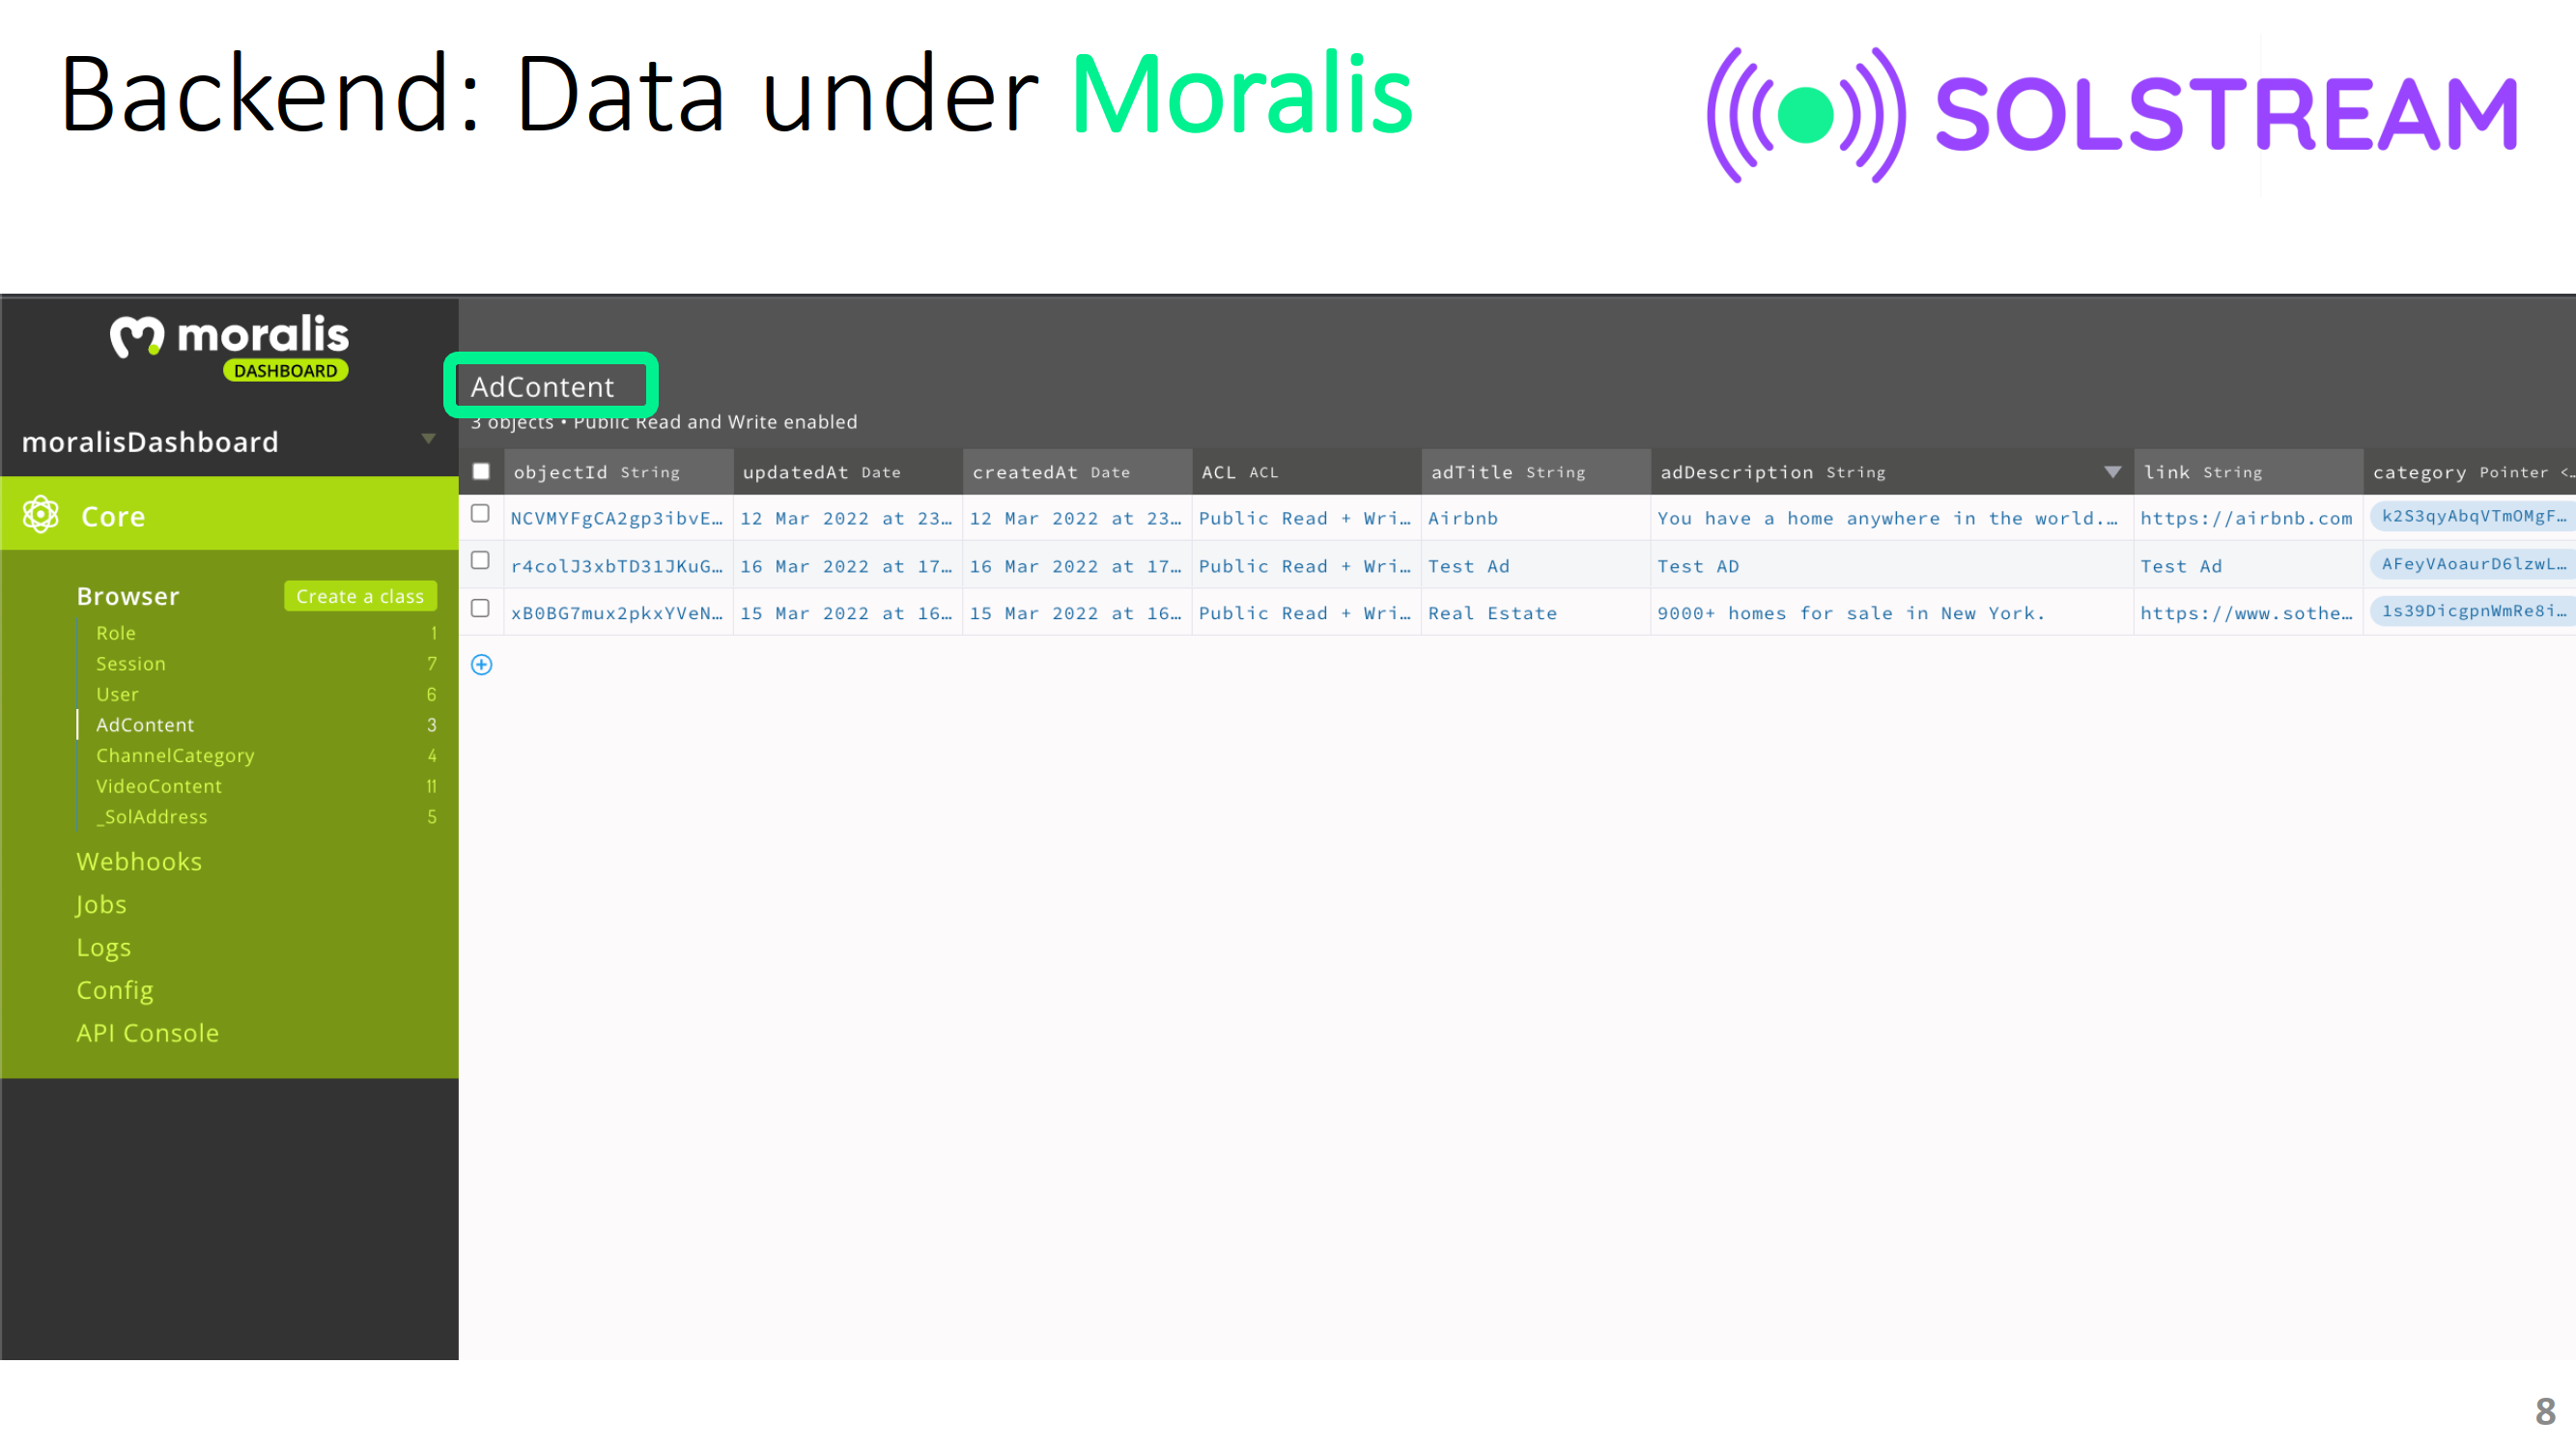 Backend: Data under Moralis
SOLSTREAM
moralis
DASHBOARD
moralisDashboard
Core
Browser Create a class
Role 1
Session 7
User 6
AdContent 3
ChannelCategory 4
VideoContent 11
_SolAddress 5
Webhooks
Jobs
Logs
Config
API Console
AdContent
3 objects • Public Read and Write enabled
objectId String updatedAt Date createdAt Date ACL ACL adTitle String adDescription String link String category Pointer <…
NCVMYFgCA2gp3ibvE… 12 Mar 2022 at 23… 12 Mar 2022 at 23… Public Read + Wri… Airbnb You have a home anywhere in the world.… https://airbnb.com k2S3qyAbqVTmOMgF…
r4colJ3xbTD31JKuG… 16 Mar 2022 at 17… 16 Mar 2022 at 17… Public Read + Wri… Test Ad Test AD Test Ad AFeyVAoaurD6lzwL…
xB0BG7mux2pkxYVeN… 15 Mar 2022 at 16… 15 Mar 2022 at 16… Public Read + Wri… Real Estate 9000+ homes for sale in New York. https://www.sothe… 1s39DicgpnWmRe8i…
8